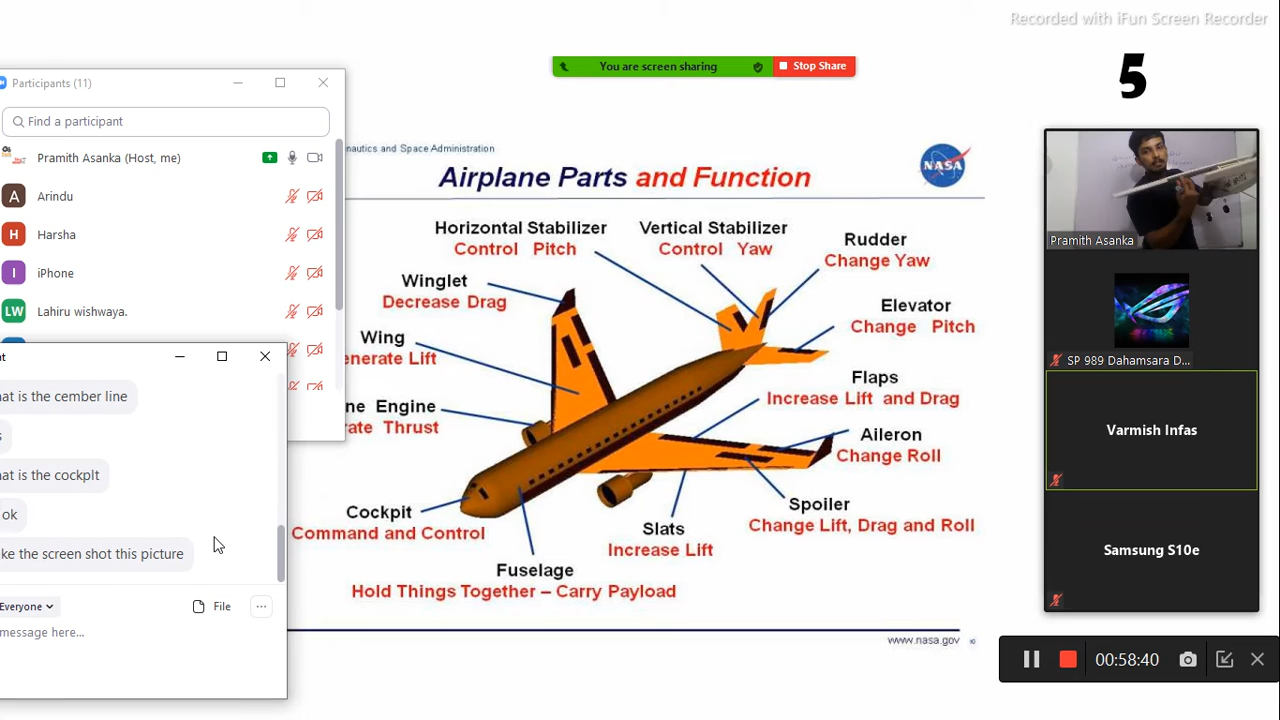 Recorded with iFun Screen Recorder
5
You are screen sharing
Stop Share
Participants (11)
Find a participant
Pramith Asanka (Host, me)
A Arindu
H Harsha
I iPhone
LW Lahiru wishwaya.
hat is the cember line
hat is the cockpIt
ok
ke the screen shot this picture
Everyone
File
message here...
nautics and Space Administration
NASA
Airplane Parts and Function
Horizontal Stabilizer
Control Pitch
Vertical Stabilizer
Control Yaw
Rudder
Change Yaw
Winglet
Decrease Drag
Elevator
Change Pitch
Wing
enerate Lift
Flaps
Increase Lift and Drag
ne Engine
rate Thrust
Aileron
Change Roll
Cockpit
Command and Control
Spoiler
Change Lift, Drag and Roll
Slats
Increase Lift
Fuselage
Hold Things Together – Carry Payload
www.nasa.gov
Pramith Asanka
SP 989 Dahamsara D...
Varmish Infas
Samsung S10e
00:58:40